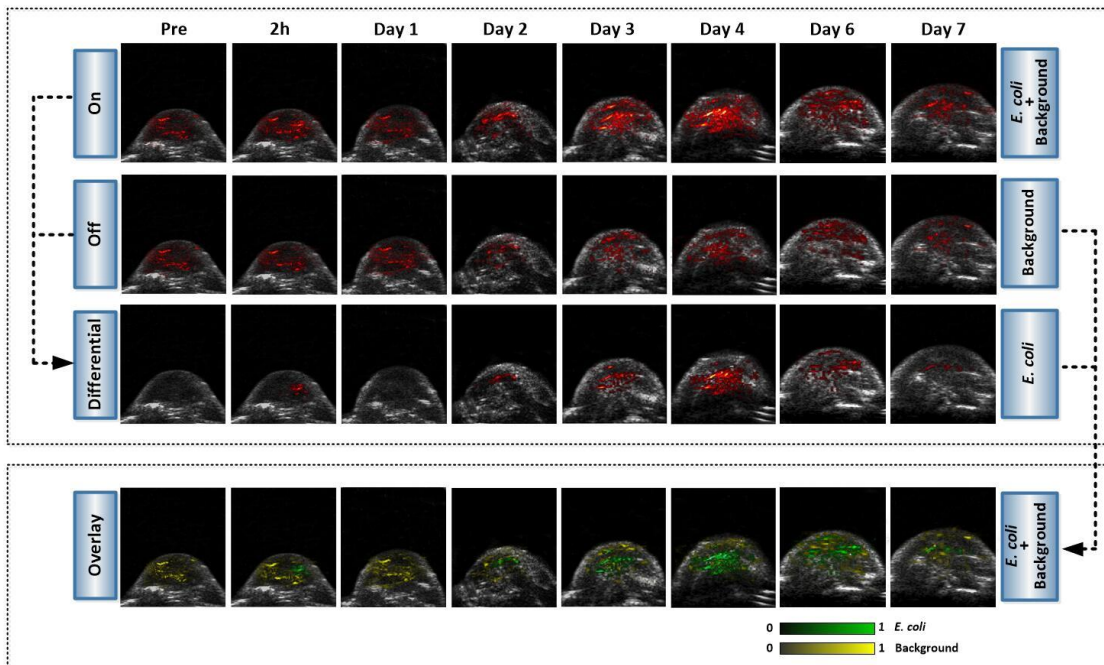 Pre 2h Day 1 Day 2 Day 3 Day 4 Day 6 Day 7
On
E. coli
+
Background
Off
Background
Differential
E. coli
Overlay
E. coli
+
Background
0 1 E. coli
0 1 Background